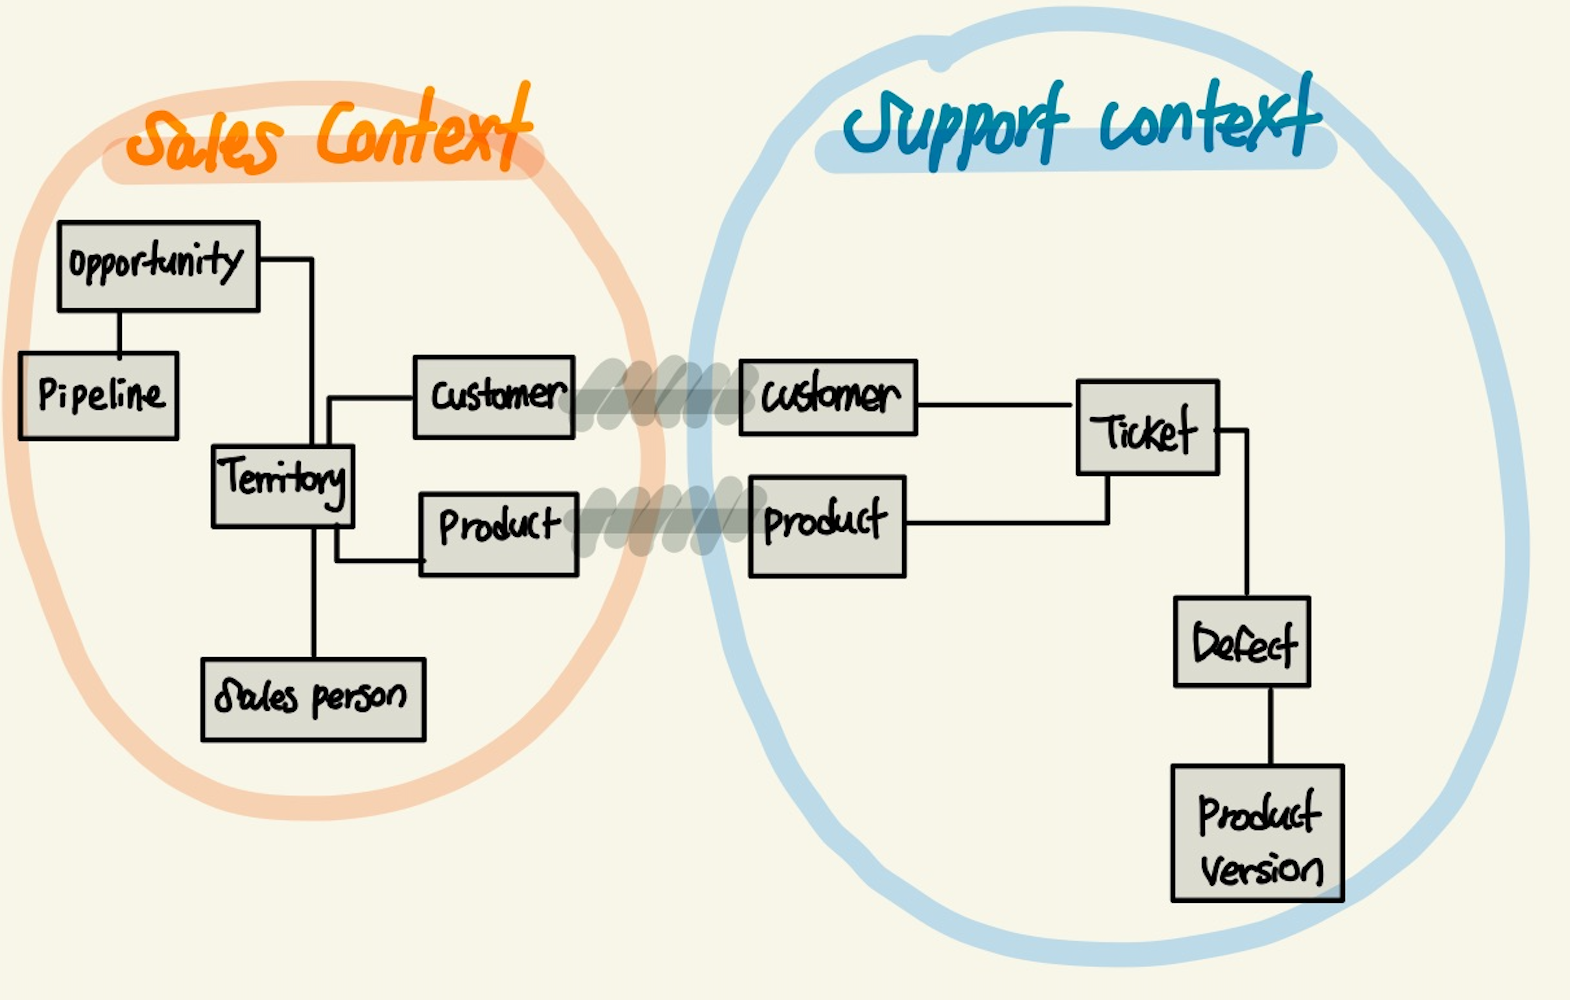 Sales Context
Support context
Opportunity
Pipeline
Customer
Territory
Product
Sales person
customer
Ticket
product
Defect
Product
Version